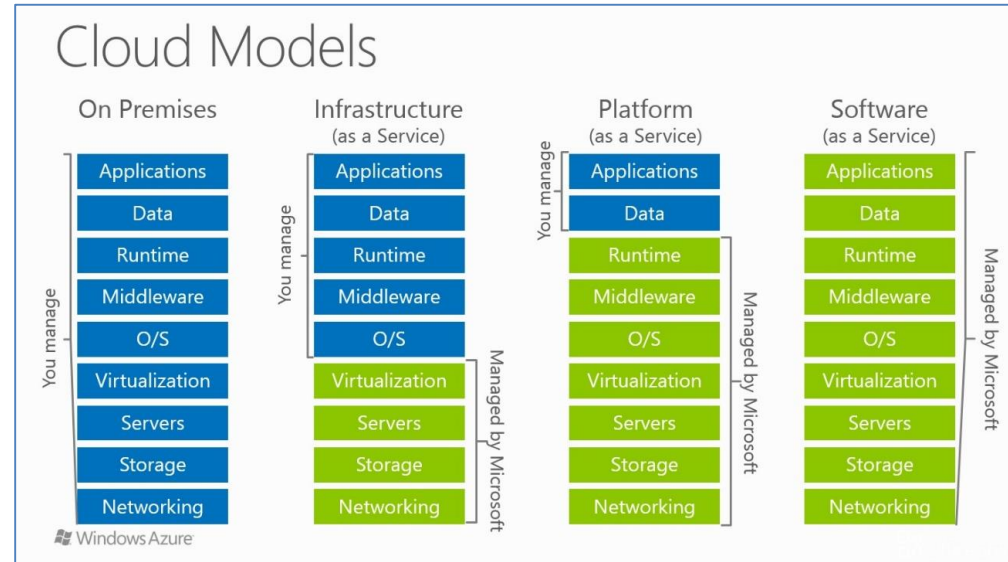 Cloud Models
On Premises
You manage
Applications
Data
Runtime
Middleware
O/S
Virtualization
Servers
Storage
Networking
Infrastructure
(as a Service)
You manage
Applications
Data
Runtime
Middleware
O/S
Virtualization
Servers
Storage
Networking
Managed by Microsoft
Platform
(as a Service)
You manage
Applications
Data
Runtime
Middleware
O/S
Virtualization
Servers
Storage
Networking
Managed by Microsoft
Software
(as a Service)
Applications
Data
Runtime
Middleware
O/S
Virtualization
Servers
Storage
Networking
Managed by Microsoft
Windows Azure